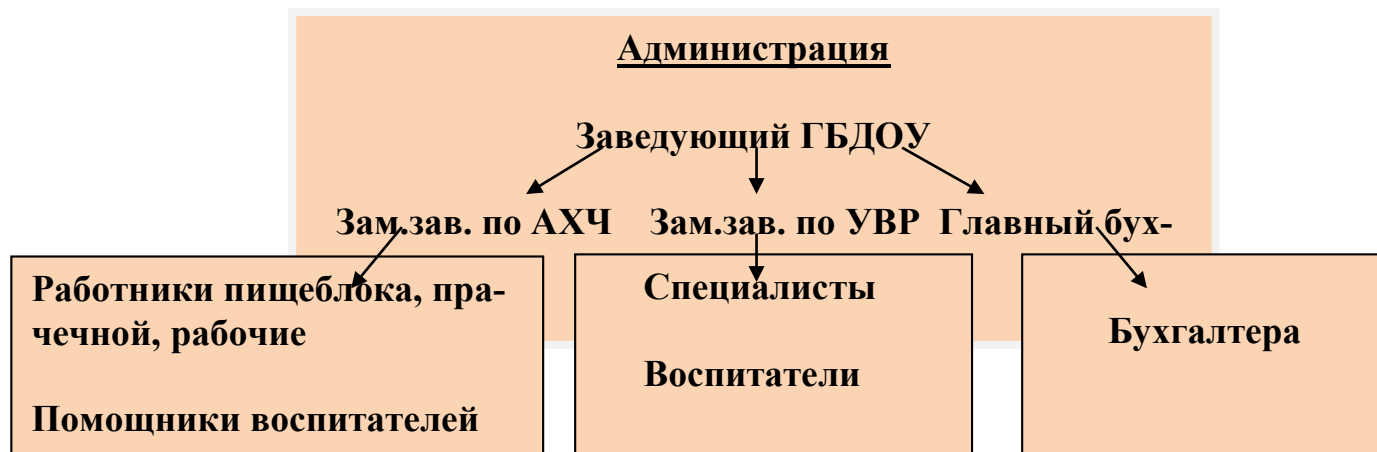 Администрация
Заведующий ГБДОУ
Зам.зав. по АХЧ Зам.зав. по УВР Главный бух-
Работники пищеблока, пра-
чечной, рабочие
Помощники воспитателей
Специалисты
Воспитатели
Бухгалтера